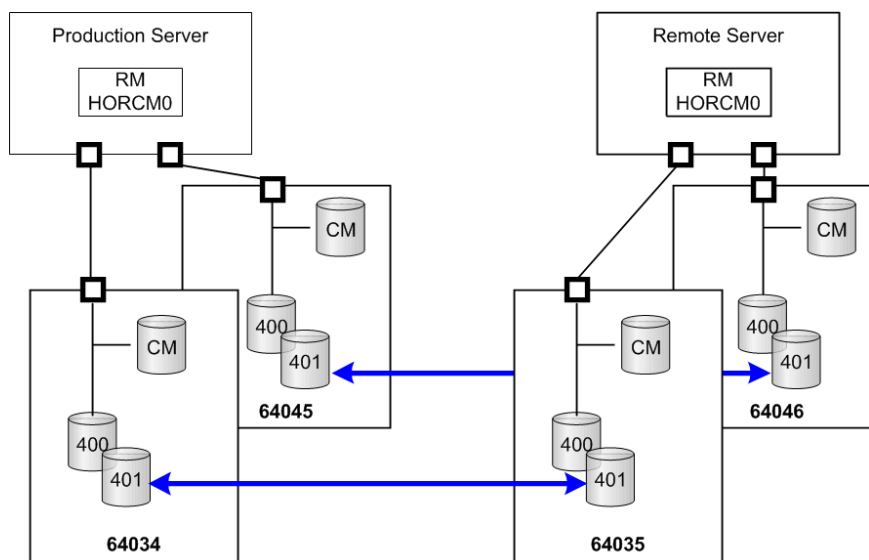 Production Server
RM
HORCM0
Remote Server
RM
HORCM0
CM
400
401
64045
CM
400
401
64046
CM
400
401
64034
CM
400
401
64035